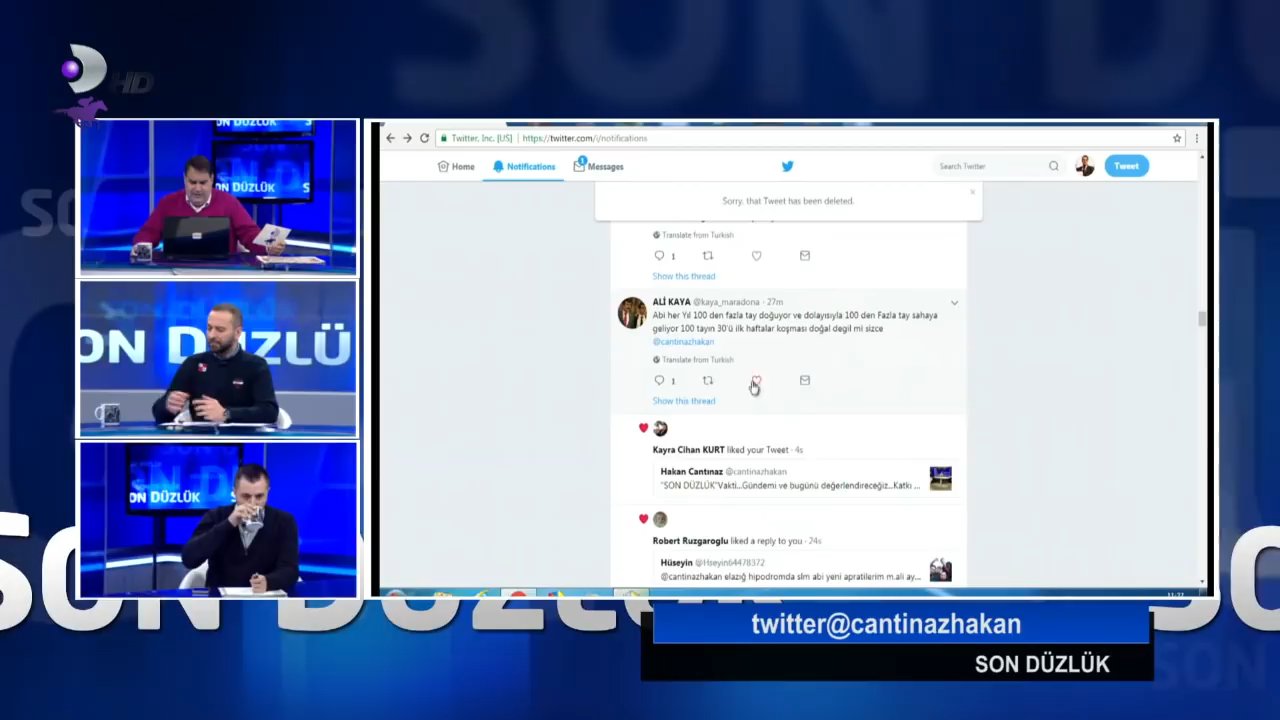 HD
SON DÜZLÜK
SON DÜZLÜ
SON DÜZLÜK
Twitter, Inc. [US] | https://twitter.com/i/notifications
Home
Notifications
1
Messages
Search Twitter
Tweet
Sorry, that Tweet has been deleted.
Translate from Turkish
1
Show this thread
ALİ KAYA @kaya_maradona · 27m
Abi her Yıl 100 den fazla tay doğuyor ve dolayısıyla 100 den Fazla tay sahaya
geliyor 100 tayın 30'ü ilk haftalar koşması doğal degil mi sizce
@cantinazhakan
Translate from Turkish
1
Show this thread
Kayra Cihan KURT liked your Tweet · 4s
Hakan Cantınaz @cantinazhakan
"SON DÜZLÜK"Vakti...Gündemi ve bugünü değerlendireceğiz...Katkı ...
Robert Ruzgaroglu liked a reply to you · 24s
Hüseyin @Hseyin64478372
@cantinazhakan elazığ hipodromda slm abi yeni apratilerim m.ali ay...
SON DÜZLÜK
twitter@cantinazhakan
SON DÜZLÜK